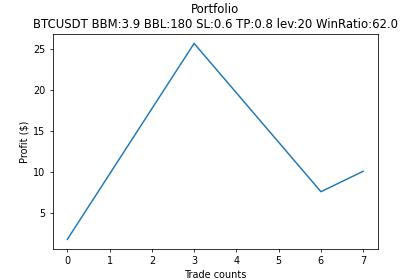 Portfolio
BTCUSDT BBM:3.9 BBL:180 SL:0.6 TP:0.8 lev:20 WinRatio:62.0
25
20
15
10
5
Profit ($)
0 1 2 3 4 5 6 7
Trade counts